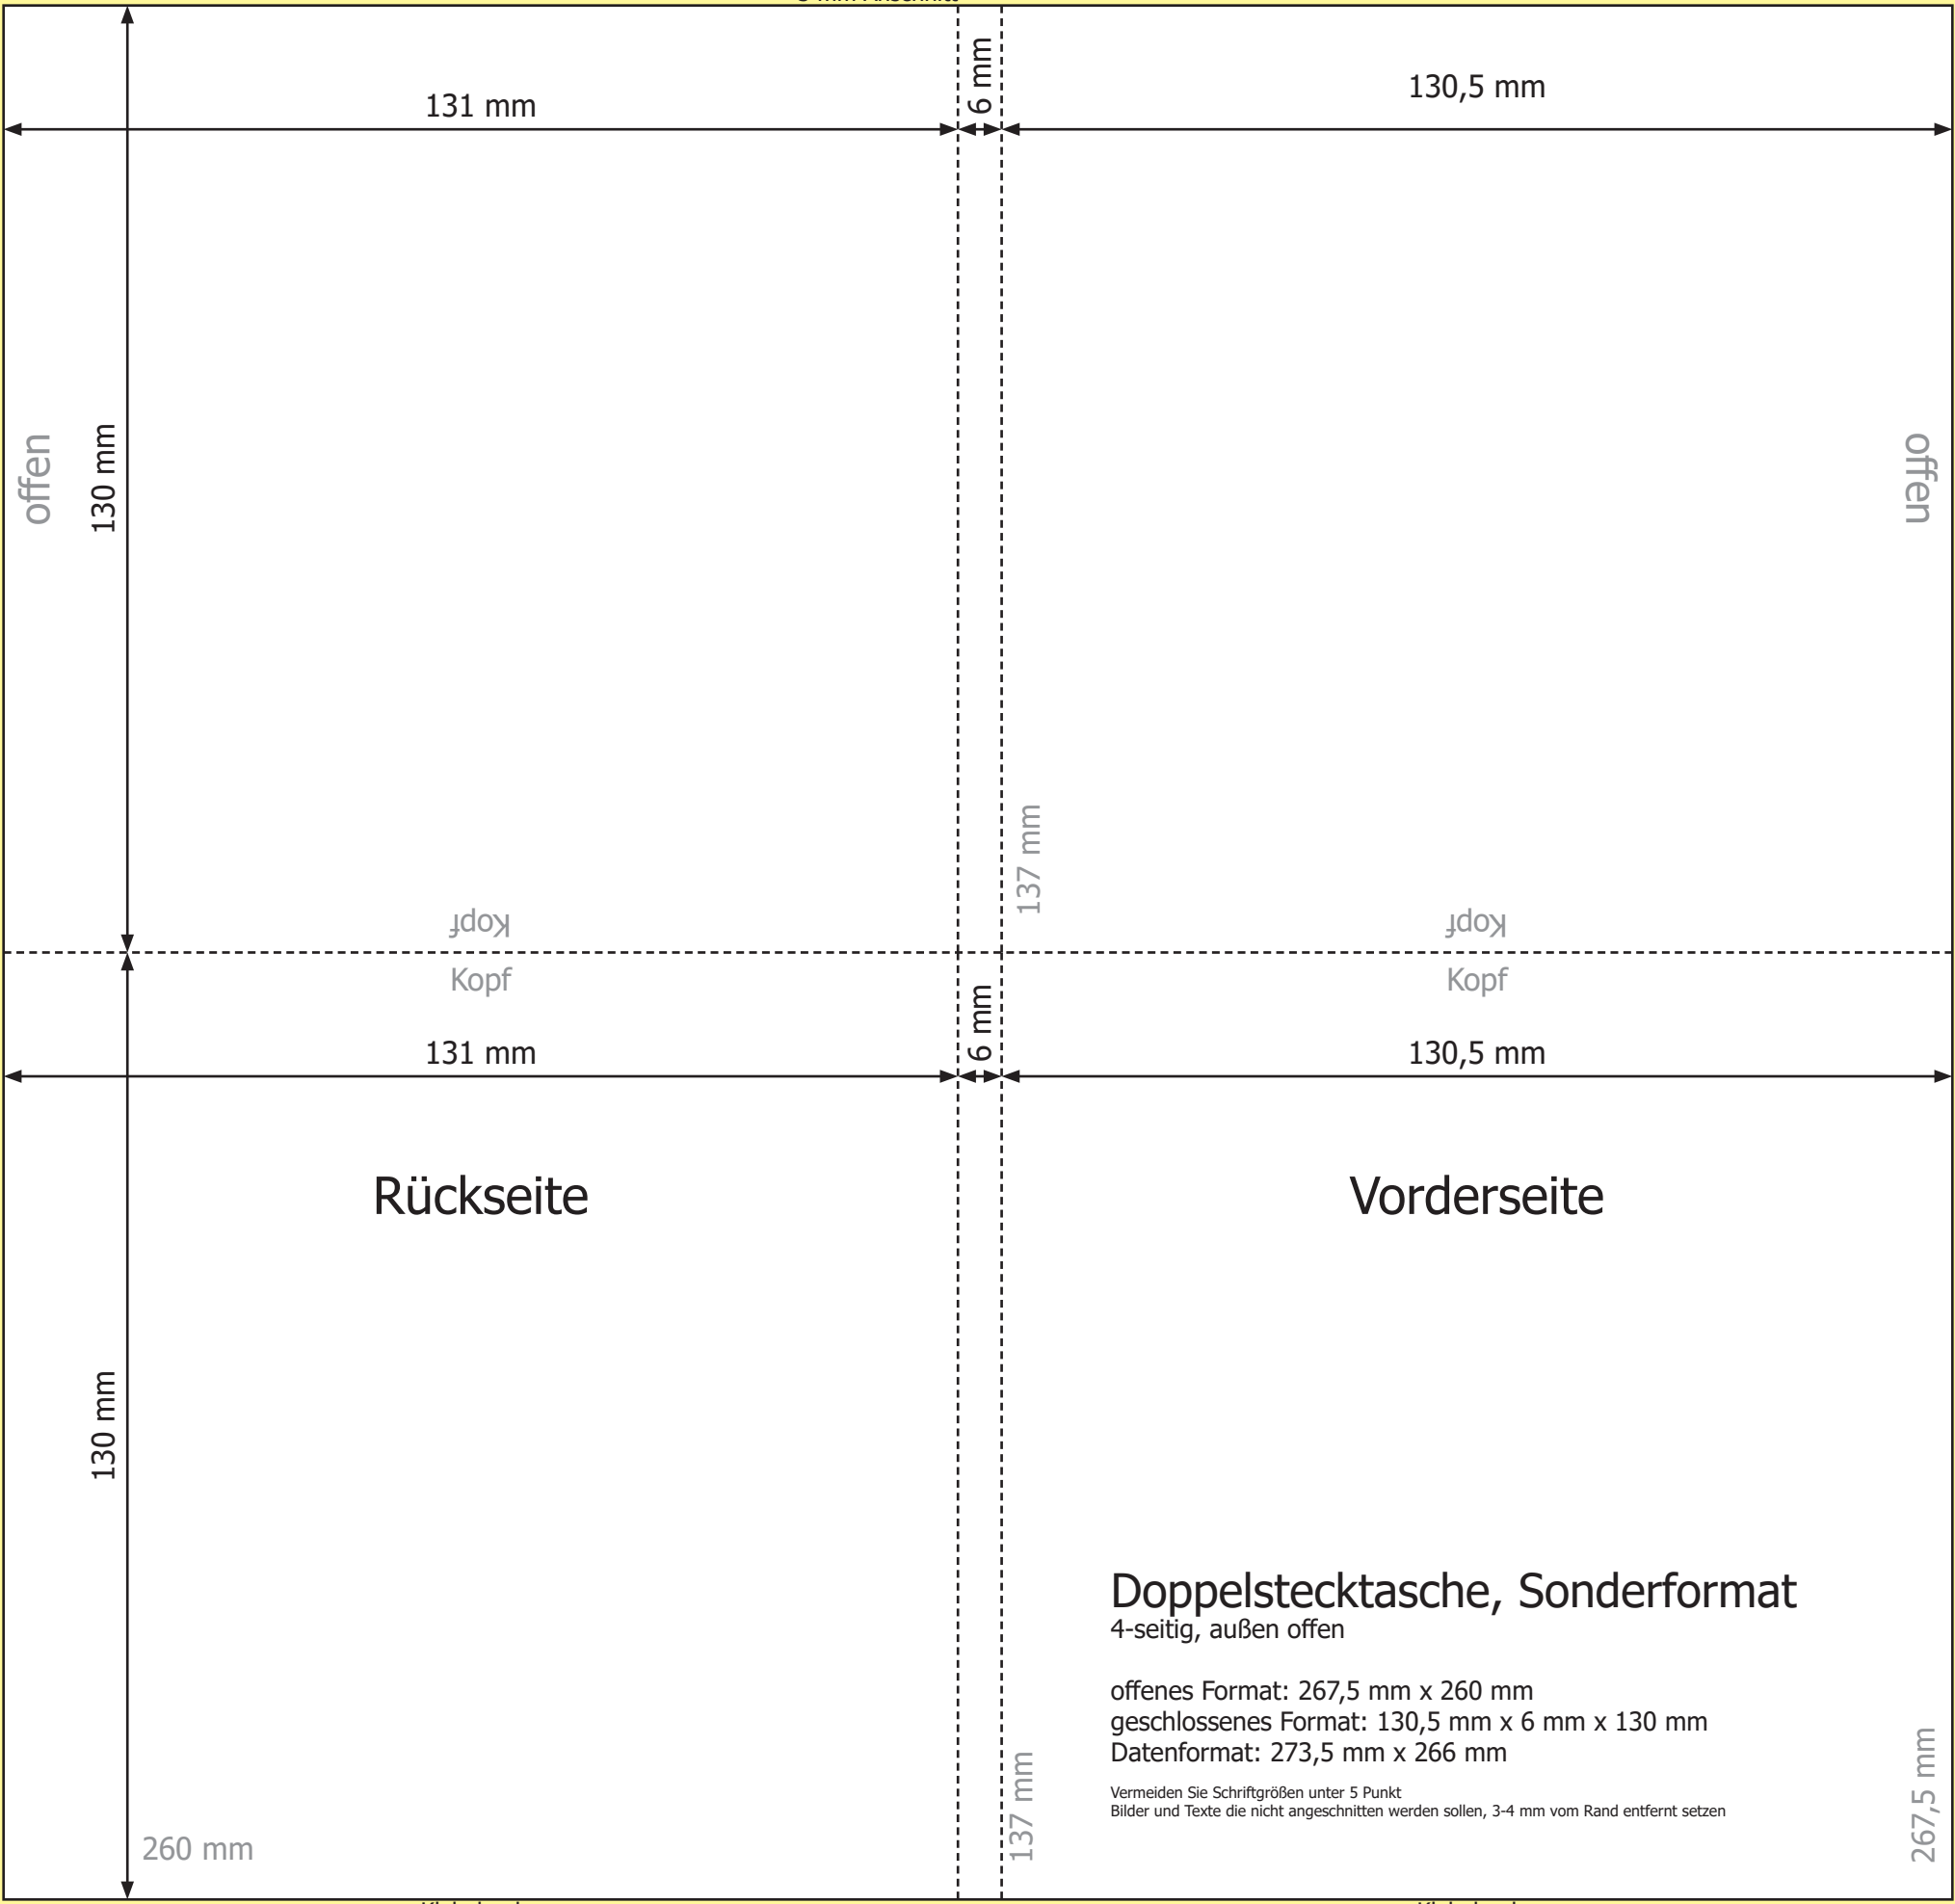 131 mm
6 mm
130,5 mm
offen
130 mm
offen
137 mm
Kopf
Kopf
Kopf
Kopf
131 mm
6 mm
130,5 mm
Rückseite
Vorderseite
130 mm
Doppelstecktasche, Sonderformat
4-seitig, außen offen
offenes Format: 267,5 mm x 260 mm
geschlossenes Format: 130,5 mm x 6 mm x 130 mm
Datenformat: 273,5 mm x 266 mm
Vermeiden Sie Schriftgrößen unter 5 Punkt
Bilder und Texte die nicht angeschnitten werden sollen, 3-4 mm vom Rand entfernt setzen
260 mm
137 mm
267,5 mm